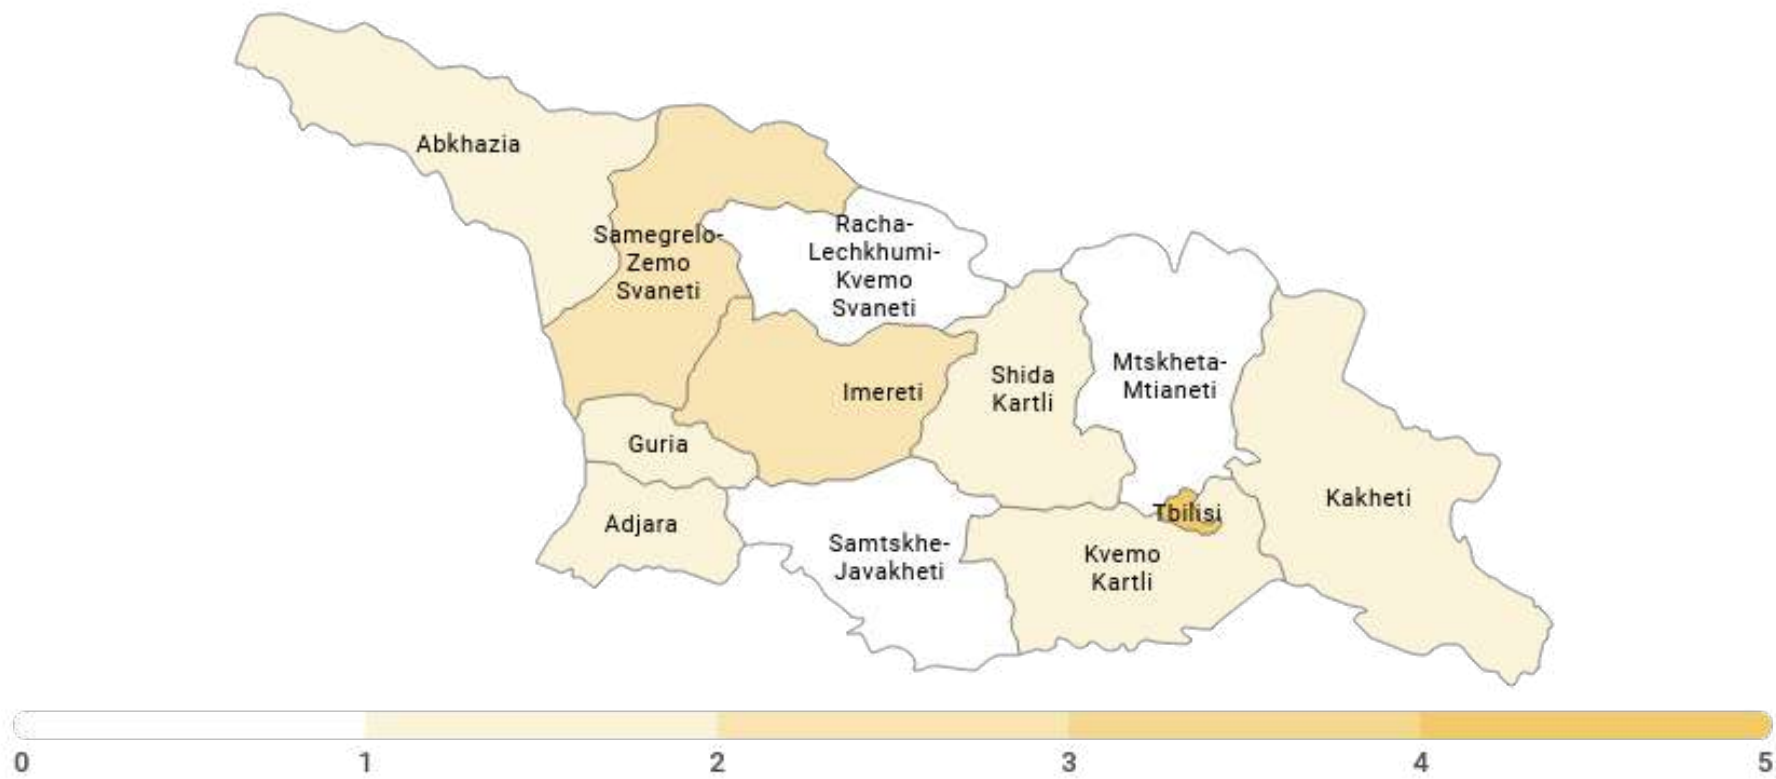 Abkhazia
Samegrelo-
Zemo
Svaneti
Racha-
Lechkhumi-
Kvemo
Svaneti
Imereti
Shida
Kartli
Mtskheta-
Mtianeti
Guria
Adjara
Samtskhe-
Javakheti
Kvemo
Kartli
Tbilisi
Kakheti
0 1 2 3 4 5